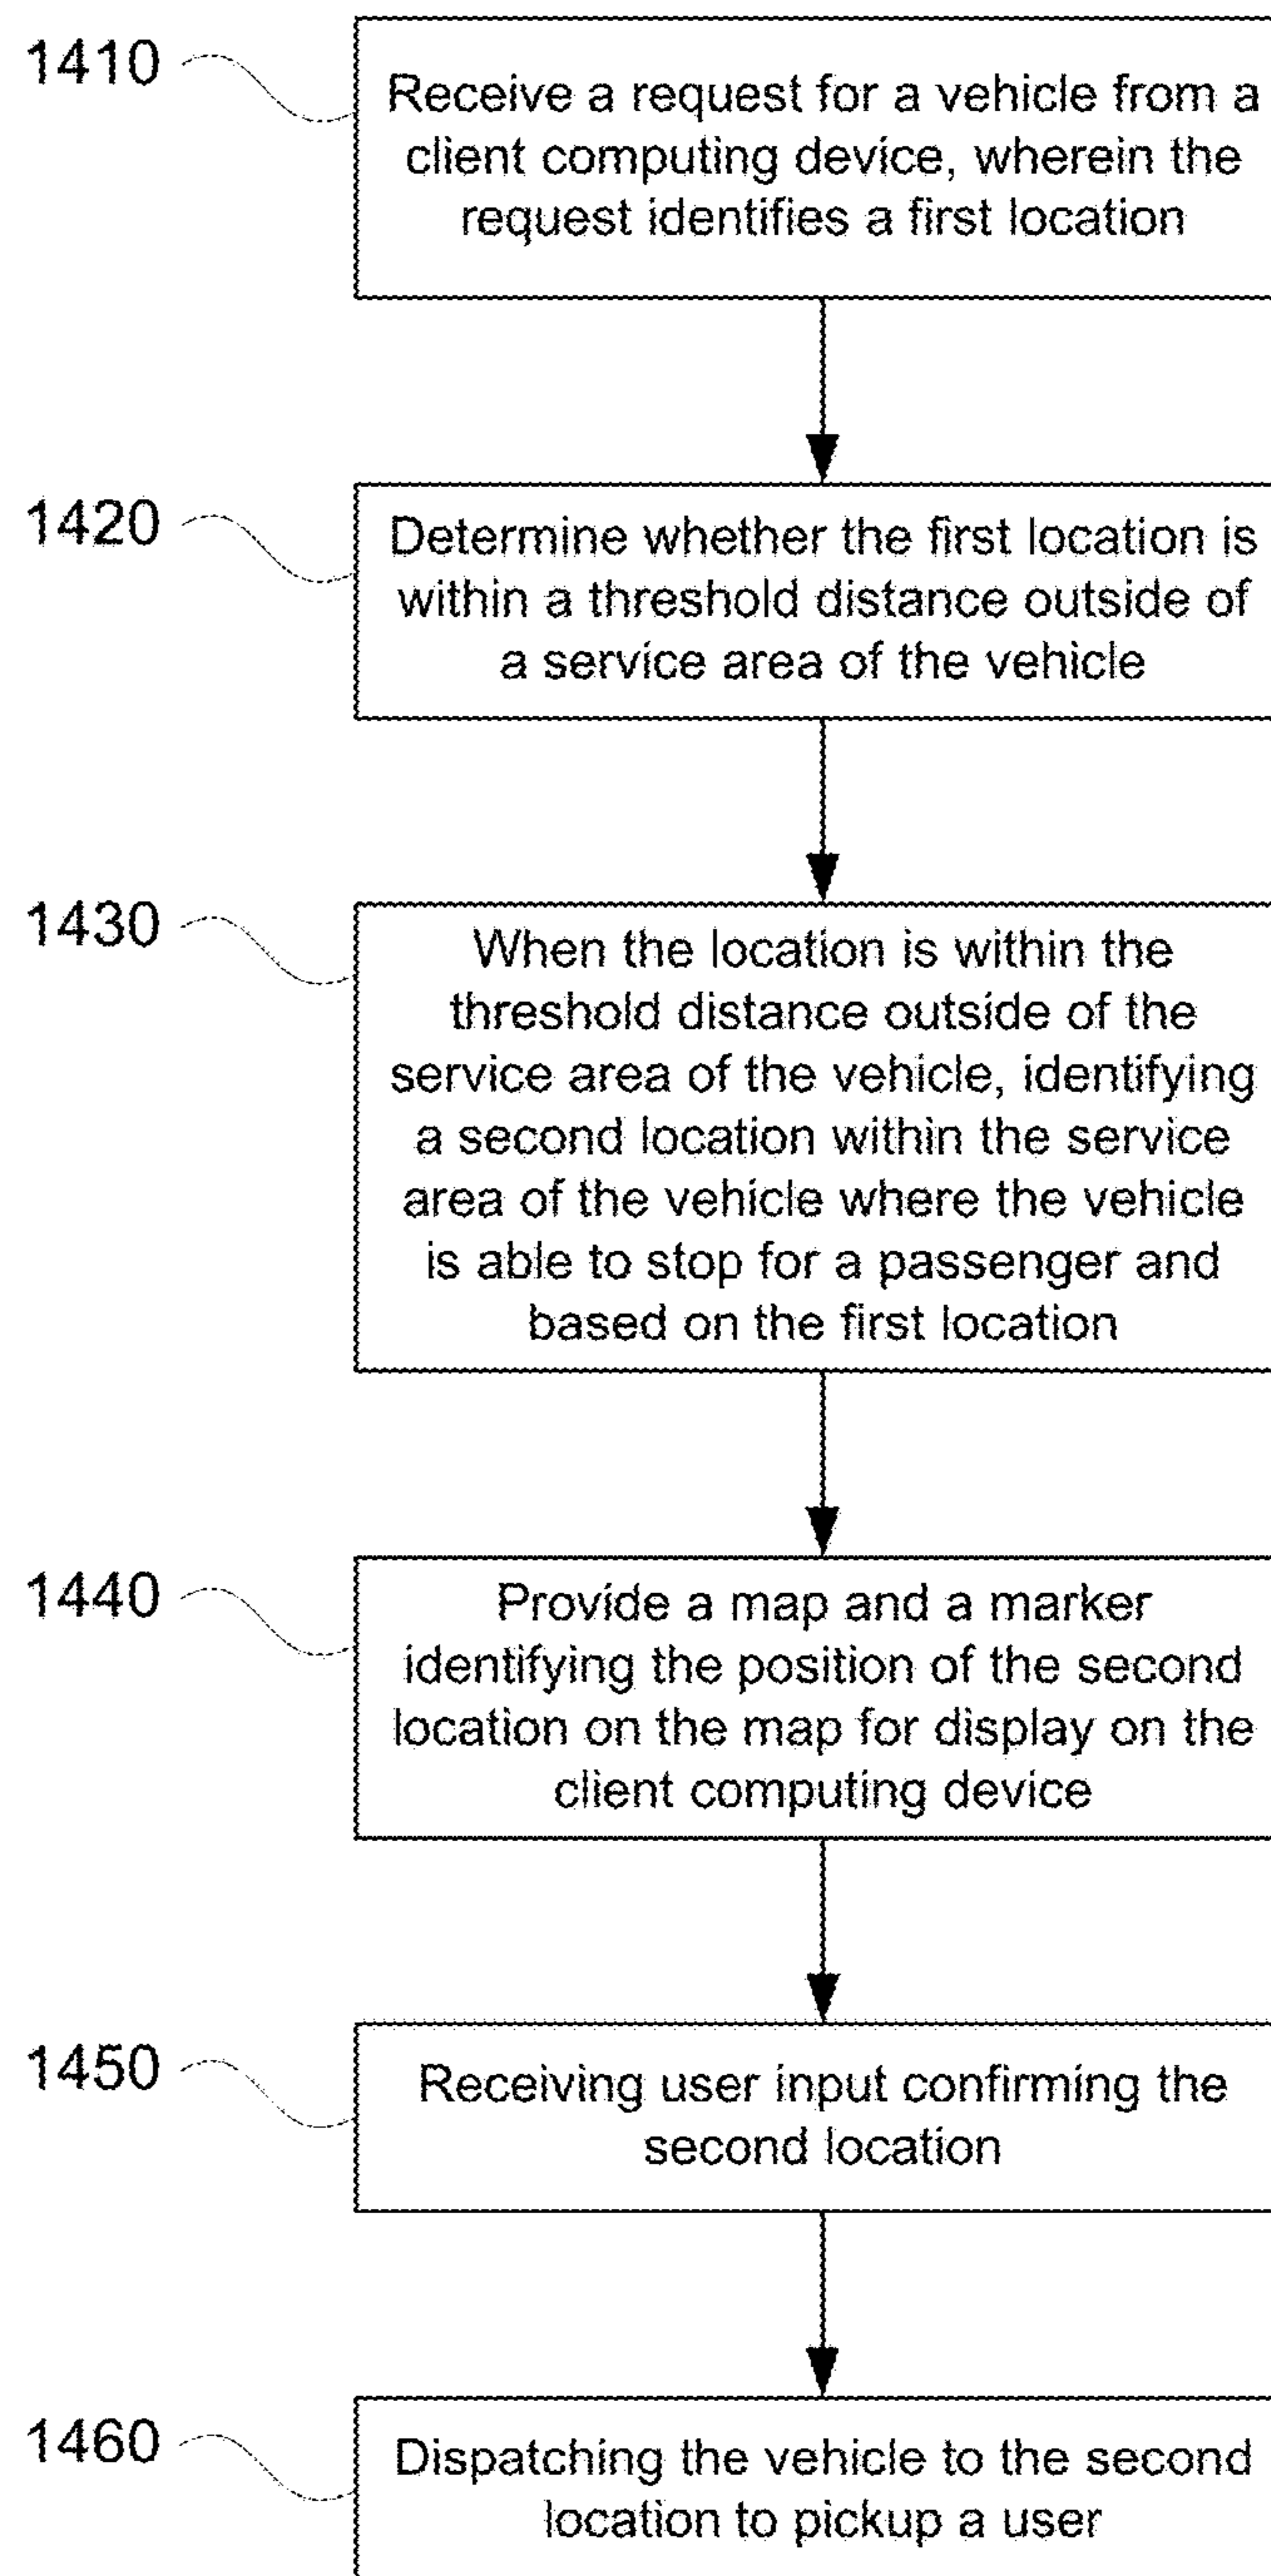 1410
Receive a request for a vehicle from a
client computing device, wherein the
request identifies a first location
1420
Determine whether the first location is
within a threshold distance outside of
a service area of the vehicle
1430
When the location is within the
threshold distance outside of the
service area of the vehicle, identifying
a second location within the service
area of the vehicle where the vehicle
is able to stop for a passenger and
based on the first location
1440
Provide a map and a marker
identifying the position of the second
location on the map for display on the
client computing device
1450
Receiving user input confirming the
second location
1460
Dispatching the vehicle to the second
location to pickup a user